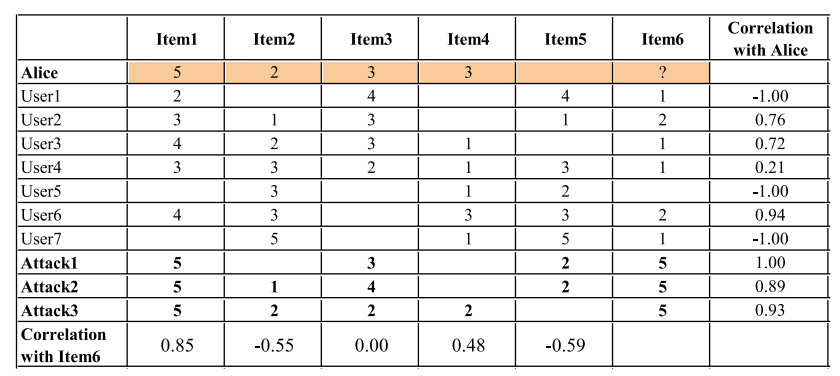 Item1 Item2 Item3 Item4 Item5 Item6 Correlation with Alice
Alice 5 2 3 3 ?
User1 2 4 4 1 -1.00
User2 3 1 3 1 2 0.76
User3 4 2 3 1 1 0.72
User4 3 3 2 1 3 1 0.21
User5 3 1 2 -1.00
User6 4 3 3 3 2 0.94
User7 5 1 5 1 -1.00
Attack1 5 3 2 5 1.00
Attack2 5 1 4 2 5 0.89
Attack3 5 2 2 2 5 0.93
Correlation with Item6 0.85 -0.55 0.00 0.48 -0.59